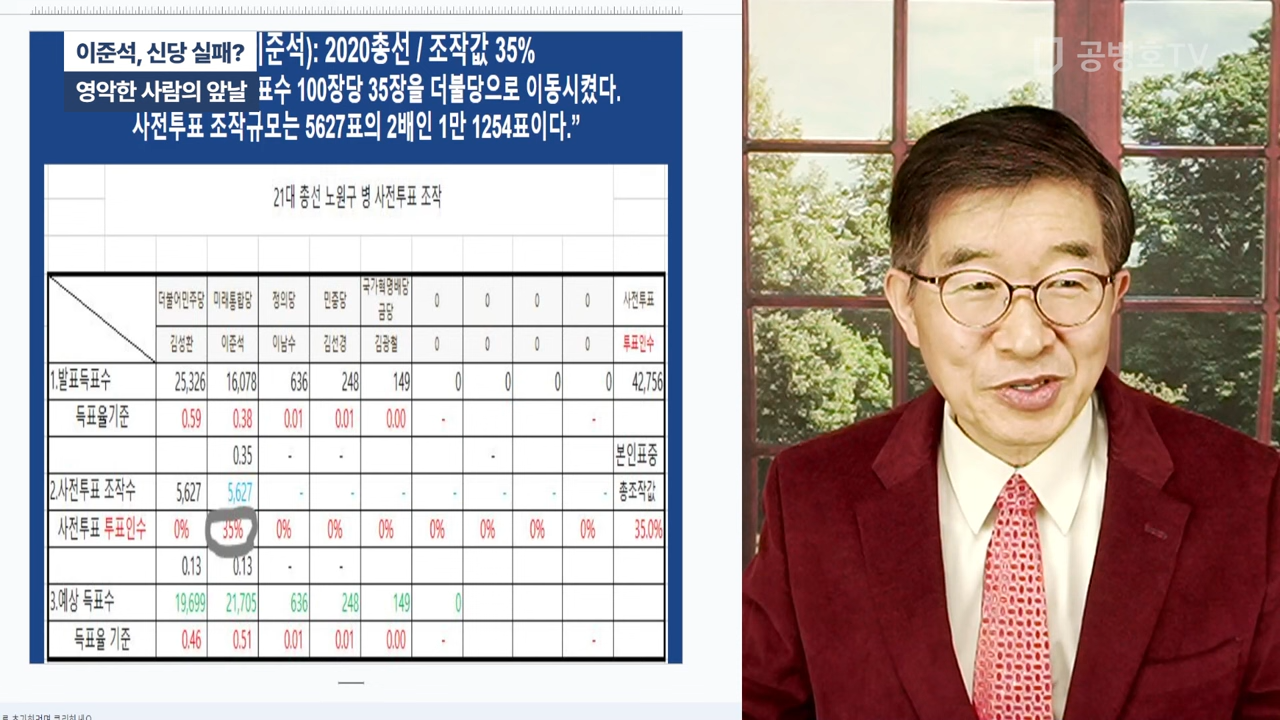 이준석, 신당 실패?
영악한 사람의 앞날
이준석): 2020총선 / 조작값 35%
표수 100장당 35장을 더불당으로 이동시켰다.
사전투표 조작규모는 5627표의 2배인 1만 1254표이다.”
공병호TV
21대 총선 노원구 병 사전투표 조작
더불어민주당 미래통합당 정의당 민중당 국가혁명배당금당 0 0 0 0 사전투표
김성환 이준석 이남수 김선경 김광철 0 0 0 0 투표인수
1.발표득표수 25,326 16,078 636 248 149 0 0 0 0 42,756
득표율기준 0.59 0.38 0.01 0.01 0.00 - -
0.35 - - - 본인표중
2.사전투표 조작수 5,627 5,627 - - - - - - - 총조작값
사전투표 투표인수 0% 35% 0% 0% 0% 0% 0% 0% 0% 35.0%
0.13 0.13 - -
3.예상 득표수 19,699 21,705 636 248 149 0
득표율 기준 0.46 0.51 0.01 0.01 0.00 - -